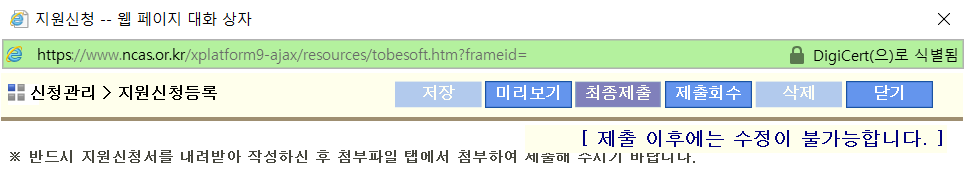 지원신청 -- 웹 페이지 대화 상자
https://www.ncas.or.kr/xplatform9-ajax/resources/tobesoft.htm?frameid= DigiCert(으)로 식별됨
신청관리 > 지원신청등록 저장 미리보기 최종제출 제출회수 삭제 닫기
[ 제출 이후에는 수정이 불가능합니다. ]
※ 반드시 지원신청서를 내려받아 작성하신 후 첨부파일 탭에서 첨부하여 제출해 주시기 바랍니다.